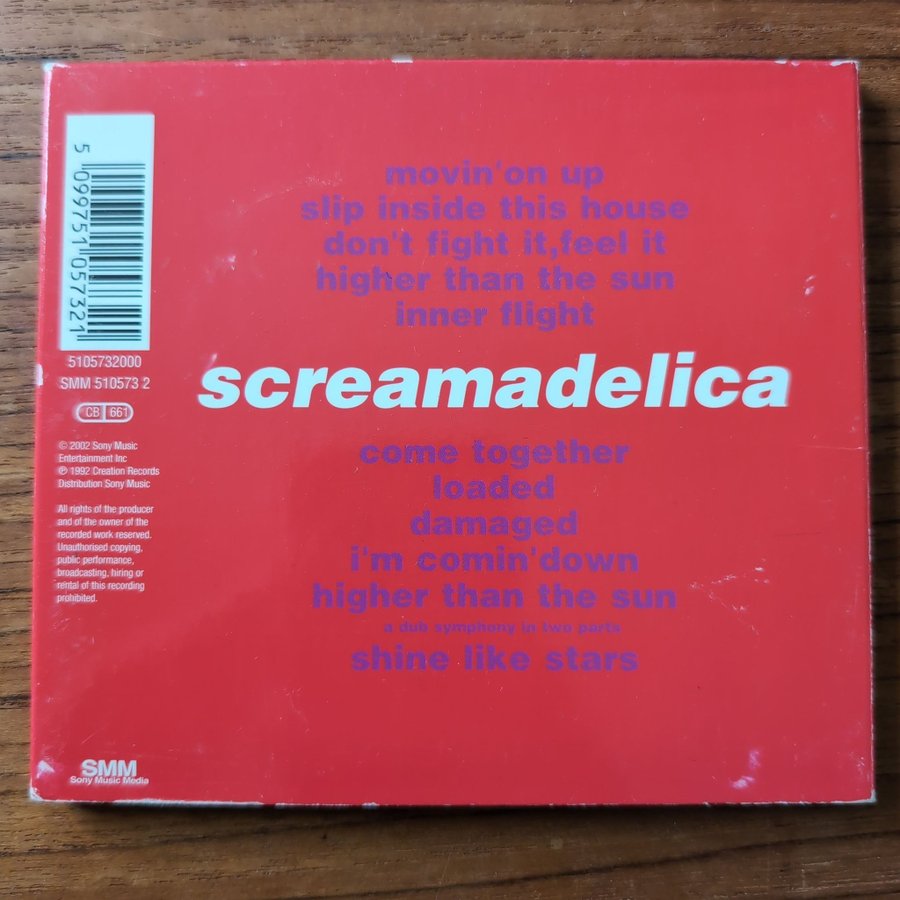 5 099751 057321
5105732000
SMM 510573 2
CB 661
© 2002 Sony Music
Entertainment Inc
℗ 1992 Creation Records
Distribution Sony Music
All rights of the producer
and of the owner of the
recorded work reserved.
Unauthorised copying,
public performance,
broadcasting, hiring or
rental of this recording
prohibited.
SMM
Sony Music Media
movin'on up
slip inside this house
don't fight it,feel it
higher than the sun
inner flight
screamadelica
come together
loaded
damaged
i'm comin'down
higher than the sun
a dub symphony in two parts
shine like stars